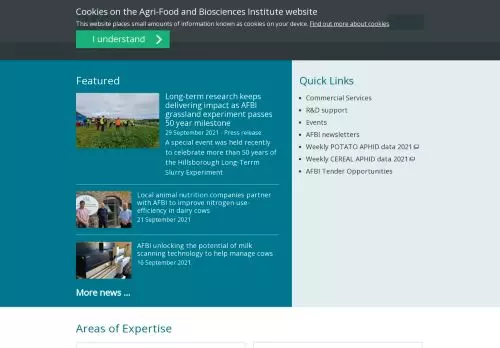 Cookies on the Agri-Food and Biosciences Institute website
This website places small amounts of information known as cookies on your device. Find out more about cookies
I understand
Featured
Long-term research keeps
delivering impact as AFBI
grassland experiment passes
50 year milestone
29 September 2021 - Press release
A special event was held recently
to celebrate more than 50 years of
the Hillsborough Long-Term
Slurry Experiment
Local animal nutrition companies partner
with AFBI to improve nitrogen-use-
efficiency in dairy cows
21 September 2021
AFBI unlocking the potential of milk
scanning technology to help manage cows
16 September 2021
More news ...
Quick Links
Commercial Services
R&D support
Events
AFBI newsletters
Weekly POTATO APHID data 2021
Weekly CEREAL APHID data 2021
AFBI Tender Opportunities
Areas of Expertise